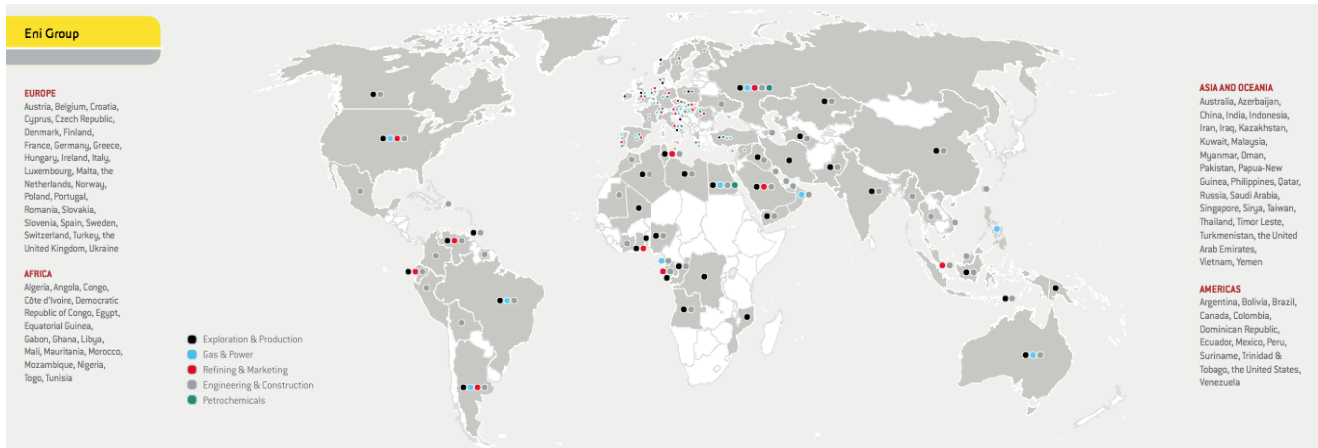 Eni Group
EUROPE
Austria, Belgium, Croatia,
Cyprus, Czech Republic,
Denmark, Finland,
France, Germany, Greece,
Hungary, Ireland, Italy,
Luxembourg, Malta, the
Netherlands, Norway,
Poland, Portugal,
Romania, Slovakia,
Slovenia, Spain, Sweden,
Switzerland, Turkey, the
United Kingdom, Ukraine
AFRICA
Algeria, Angola, Congo,
Côte d'Ivoire, Democratic
Republic of Congo, Egypt,
Equatorial Guinea,
Gabon, Ghana, Libya,
Mali, Mauritania, Morocco,
Mozambique, Nigeria,
Togo, Tunisia
Exploration & Production
Gas & Power
Refining & Marketing
Engineering & Construction
Petrochemicals
ASIA AND OCEANIA
Australia, Azerbaijan,
China, India, Indonesia,
Iran, Iraq, Kazakhstan,
Kuwait, Malaysia,
Myanmar, Oman,
Pakistan, Papua-New
Guinea, Philippines, Qatar,
Russia, Saudi Arabia,
Singapore, Sirya, Taiwan,
Thailand, Timor Leste,
Turkmenistan, the United
Arab Emirates,
Vietnam, Yemen
AMERICAS
Argentina, Bolivia, Brazil,
Canada, Colombia,
Dominican Republic,
Ecuador, Mexico, Peru,
Suriname, Trinidad &
Tobago, the United States,
Venezuela